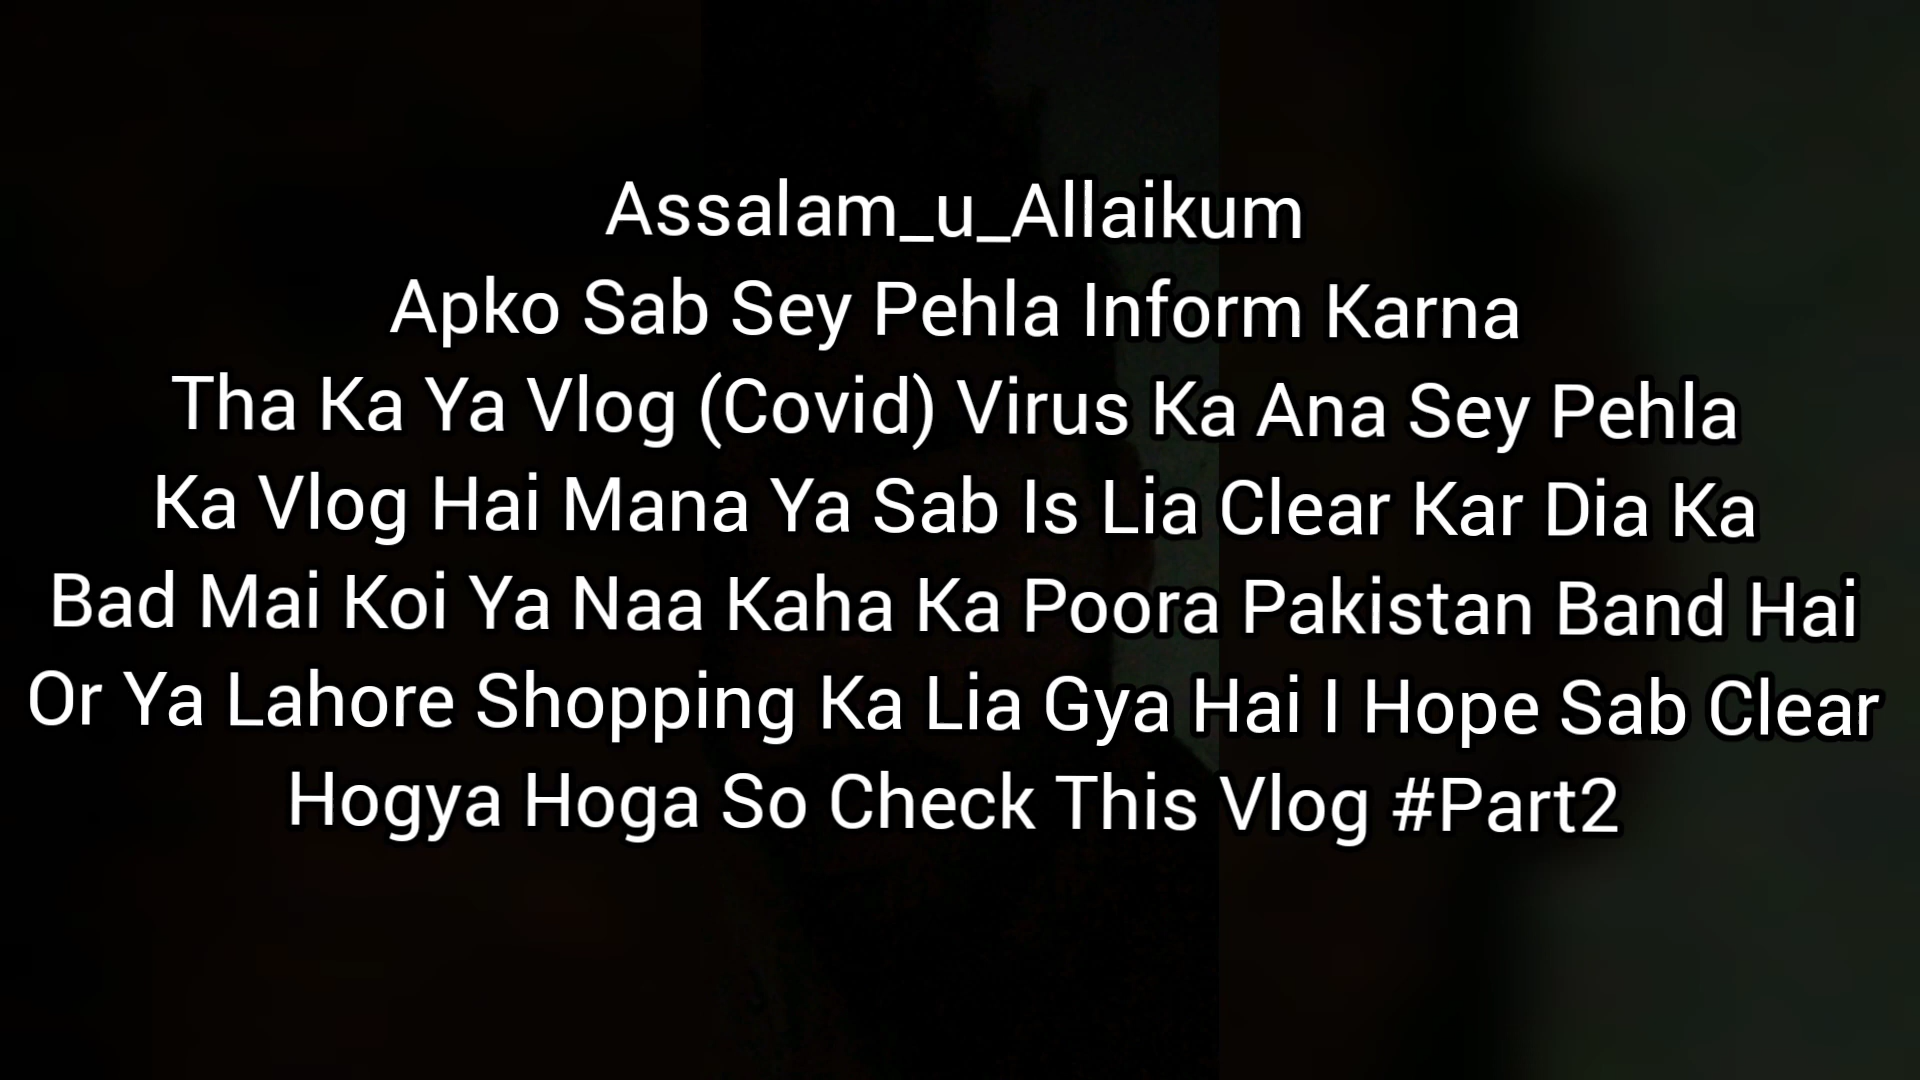 Assalam_u_Allaikum
Apko Sab Sey Pehla Inform Karna
Tha Ka Ya Vlog (Covid) Virus Ka Ana Sey Pehla
Ka Vlog Hai Mana Ya Sab Is Lia Clear Kar Dia Ka
Bad Mai Koi Ya Naa Kaha Ka Poora Pakistan Band Hai
Or Ya Lahore Shopping Ka Lia Gya Hai I Hope Sab Clear
Hogya Hoga So Check This Vlog #Part2